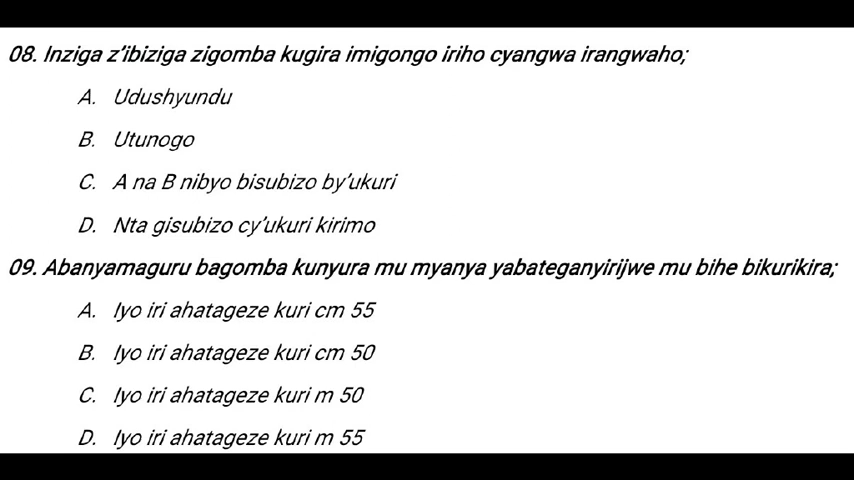 08. Inziga z'ibiziga zigomba kugira imigongo iriho cyangwa irangwaho;
A. Udushyundu
B. Utunogo
C. A na B nibyo bisubizo by'ukuri
D. Nta gisubizo cy'ukuri kirimo
09. Abanyamaguru bagomba kunyura mu myanya yabateganyirijwe mu bihe bikurikira;
A. Iyo iri ahatageze kuri cm 55
B. Iyo iri ahatageze kuri cm 50
C. Iyo iri ahatageze kuri m 50
D. Iyo iri ahatageze kuri m 55